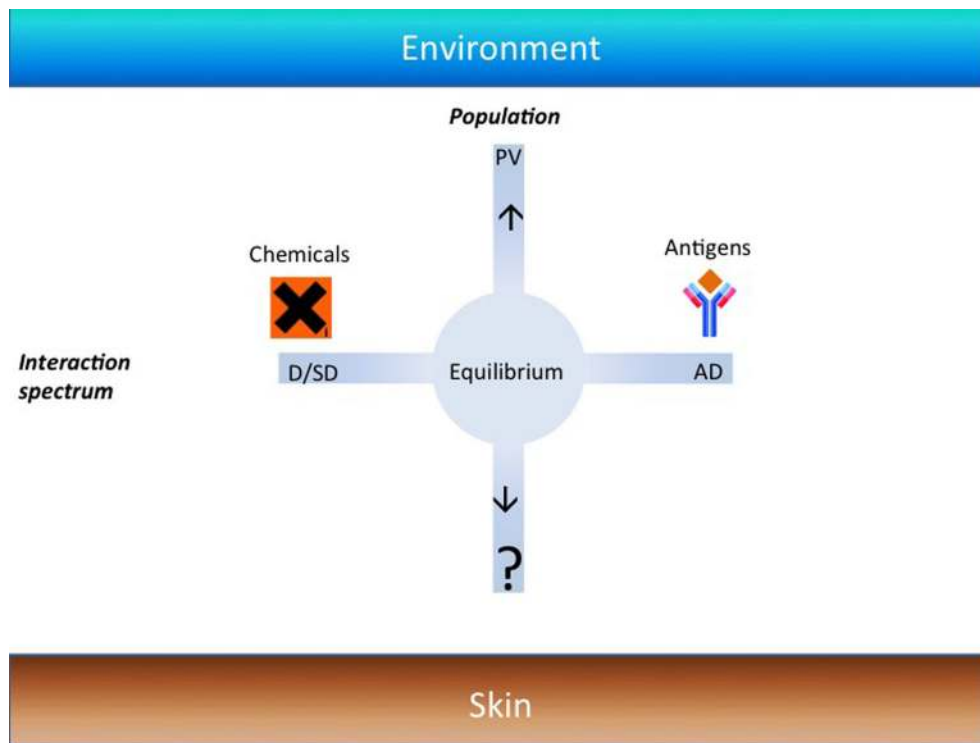 Environment
Population
PV
↑
Chemicals
Antigens
Interaction
spectrum
D/SD
Equilibrium
AD
↓
?
Skin